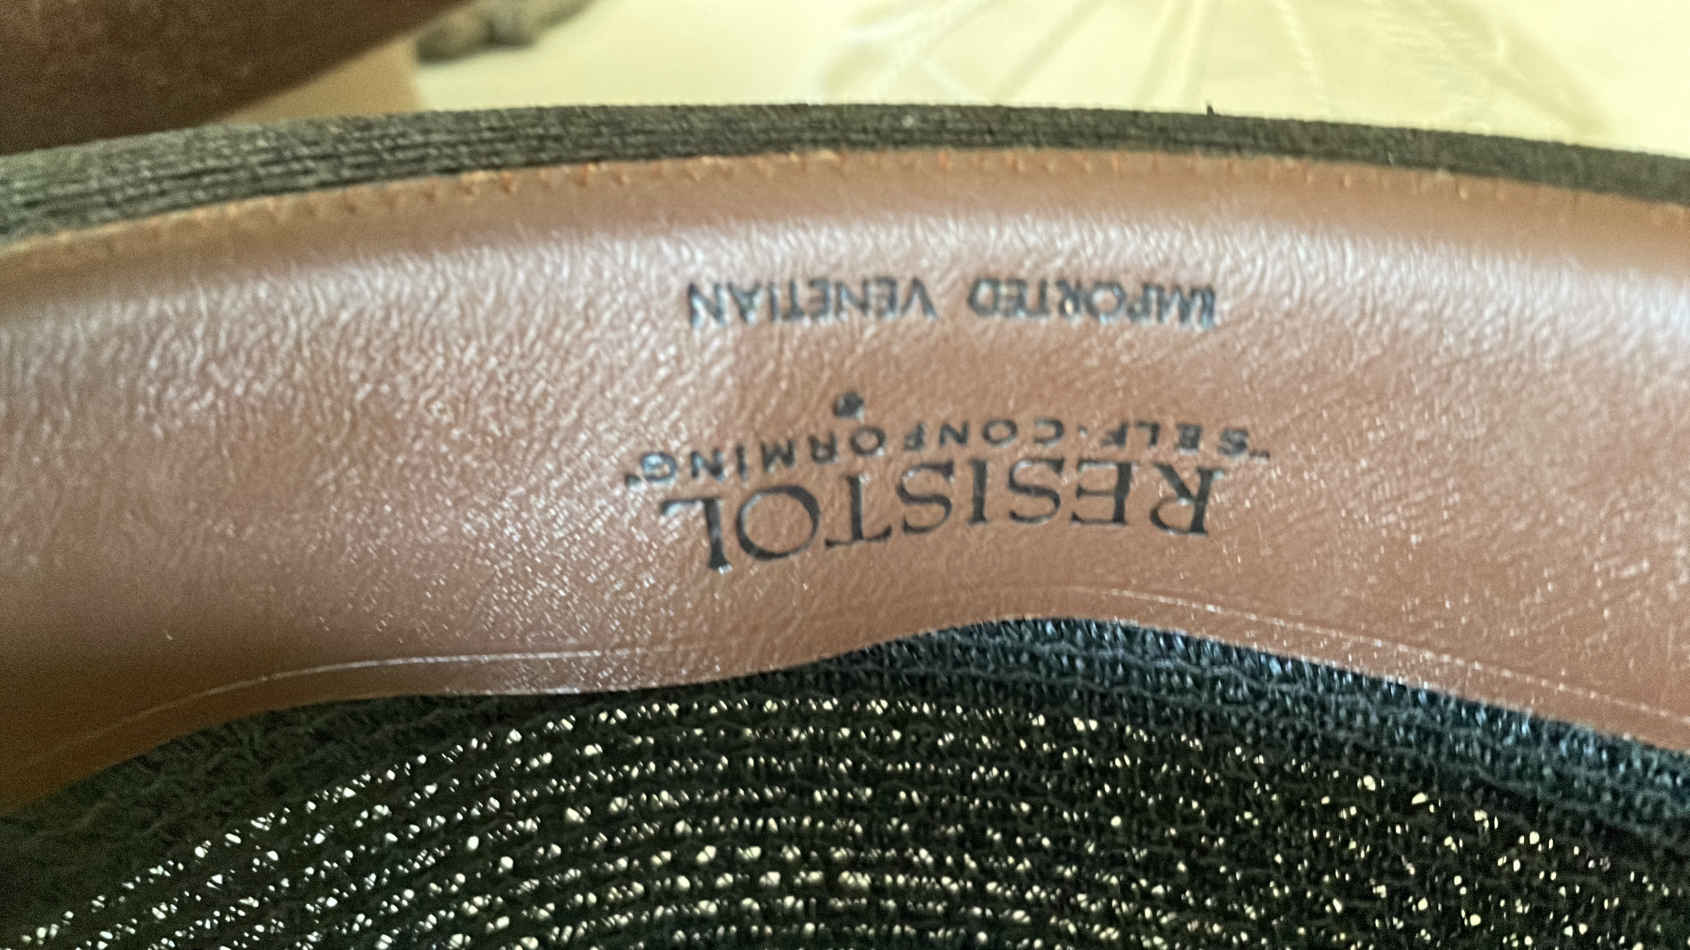 RESISTOL
"SELF·CONFORMING"
®
IMPORTED VENETIAN